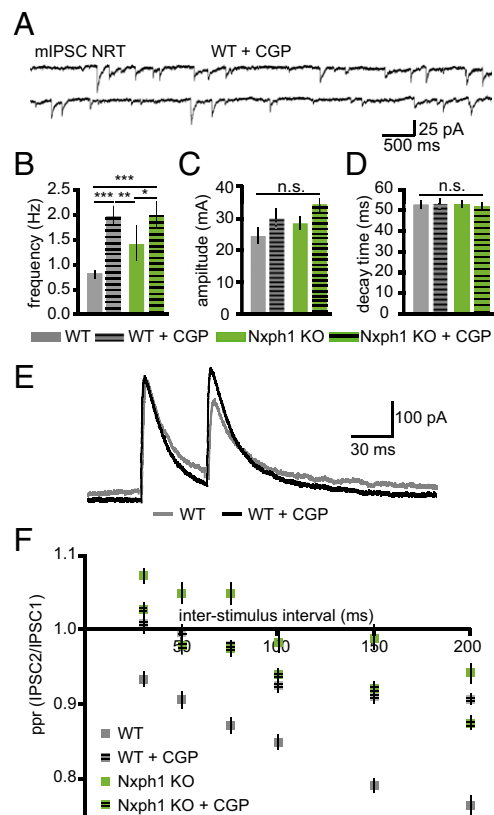 A
mIPSC NRT WT + CGP
25 pA
500 ms
B C D
*** n.s. n.s.
*** ** *
frequency (Hz)
2.5
2.0
1.5
1.0
0.5
0.0
amplitude (mA)
40
30
20
10
0
decay time (ms)
60
50
40
30
20
10
0
WT WT + CGP Nxph1 KO Nxph1 KO + CGP
E
100 pA
30 ms
WT WT + CGP
F
ppr (IPSC2/IPSC1)
1.1
1.0
0.9
0.8
inter-stimulus interval (ms)
50 100 150 200
WT
WT + CGP
Nxph1 KO
Nxph1 KO + CGP